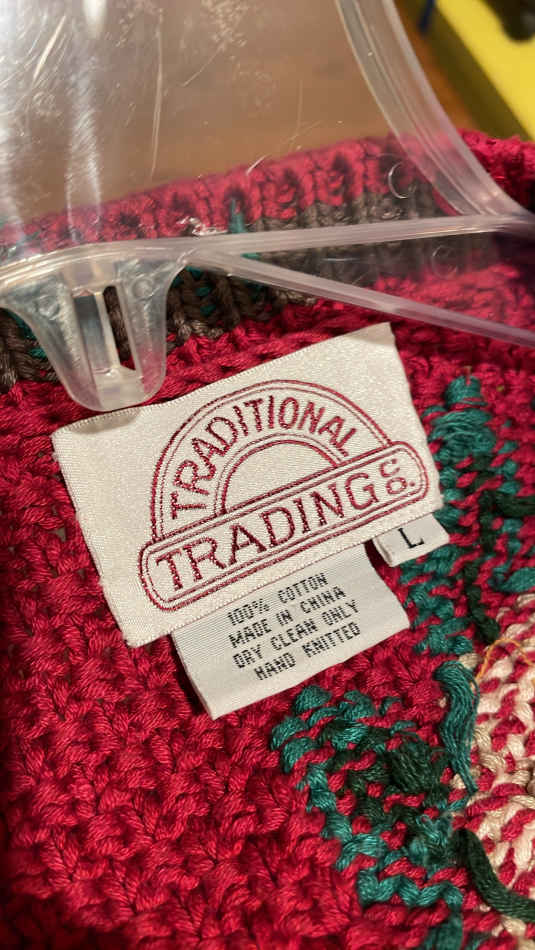 TRADITIONAL
TRADING CO.
L
100% COTTON
MADE IN CHINA
DRY CLEAN ONLY
HAND KNITTED